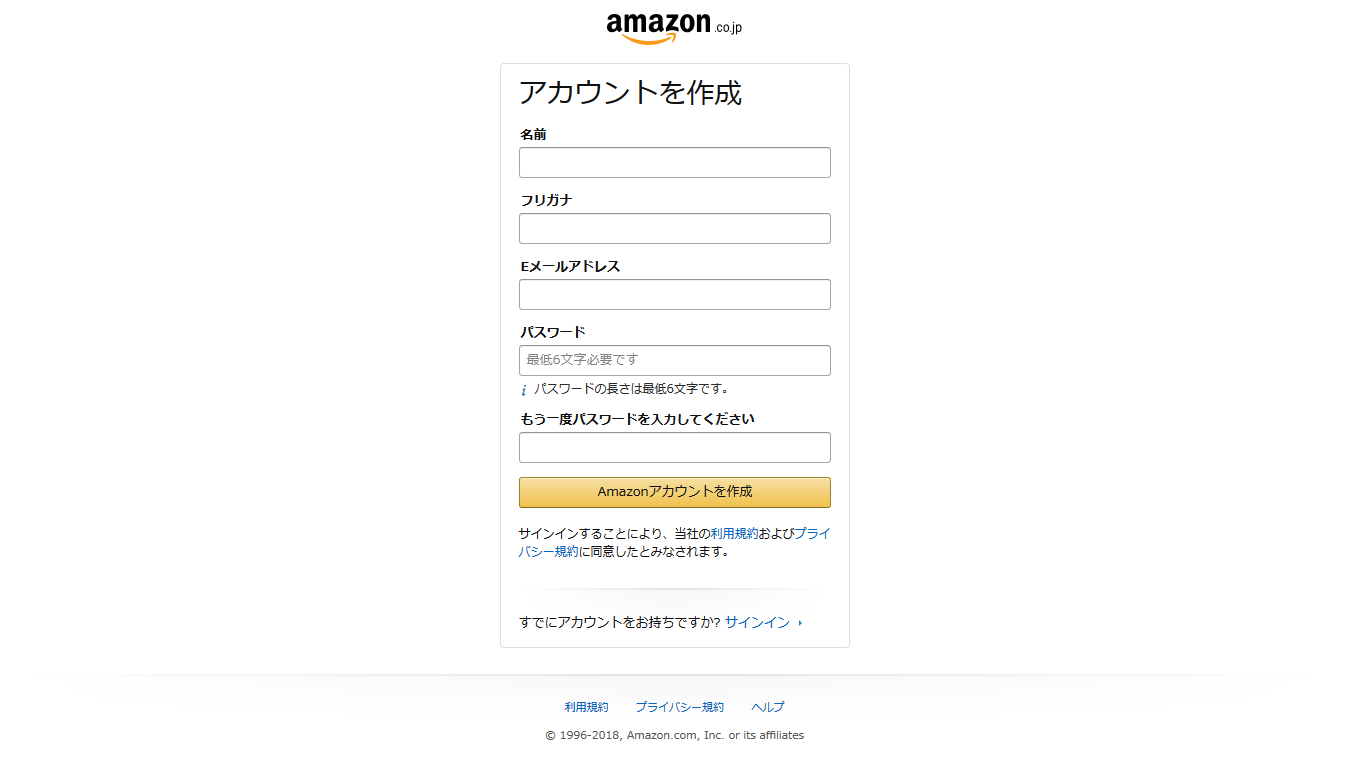 amazon.co.jp
アカウントを作成
名前
フリガナ
Eメールアドレス
パスワード
最低6文字必要です
i パスワードの長さは最低6文字です。
もう一度パスワードを入力してください
Amazonアカウントを作成
サインインすることにより、当社の利用規約およびプライ
バシー規約に同意したとみなされます。
すでにアカウントをお持ちですか? サインイン
利用規約 プライバシー規約 ヘルプ
© 1996-2018, Amazon.com, Inc. or its affiliates